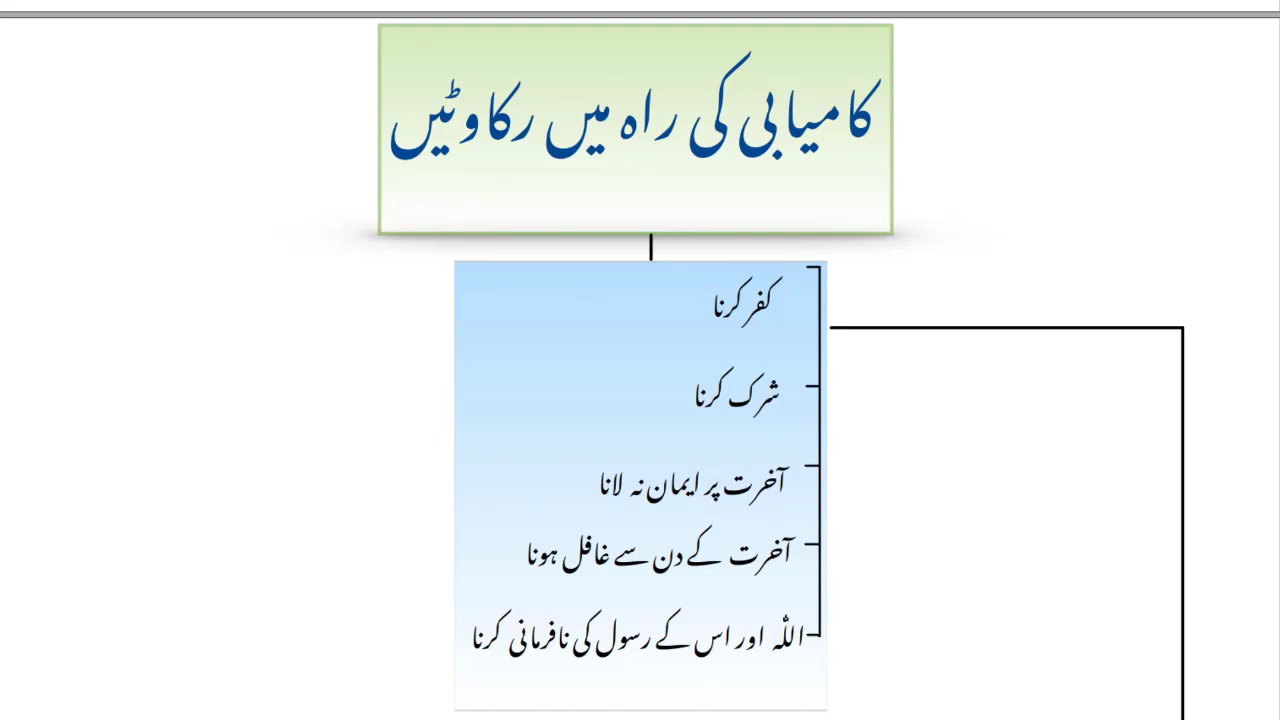 کامیابی کی راہ میں رکاوٹیں
کفر کرنا
شرک کرنا
آخرت پر ایمان نہ لانا
آخرت کے دن سے غافل ہونا
اللہ اور اس کے رسول کی نافرمانی کرنا